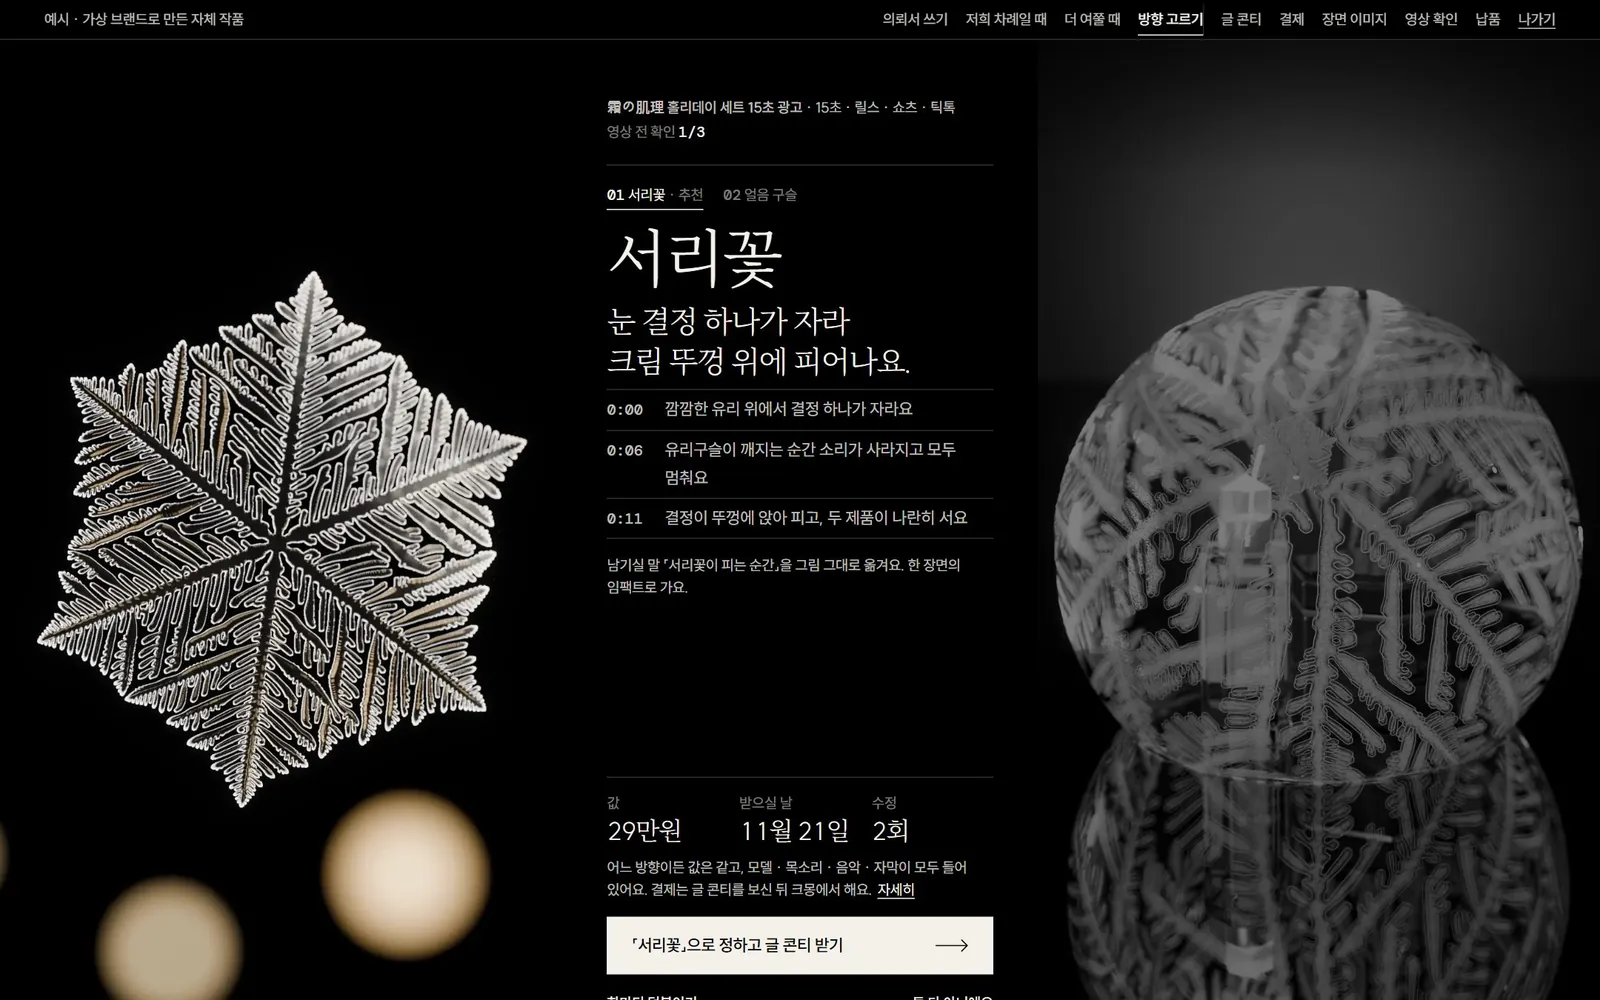 예시 · 가상 브랜드로 만든 자체 작품
의뢰서 쓰기 저희 차례일 때 더 여쭐 때 방향 고르기 글 콘티 결제 장면 이미지 영상 확인 납품 나가기
霜の肌理 홀리데이 세트 15초 광고 · 15초 · 릴스 · 쇼츠 · 틱톡
영상 전 확인 1/3
01 서리꽃 · 추천 02 얼음 구슬
서리꽃
눈 결정 하나가 자라
크림 뚜껑 위에 피어나요.
0:00 깜깜한 유리 위에서 결정 하나가 자라요
0:06 유리구슬이 깨지는 순간 소리가 사라지고 모두
멈춰요
0:11 결정이 뚜껑에 앉아 피고, 두 제품이 나란히 서요
남기실 말 「서리꽃이 피는 순간」을 그림 그대로 옮겨요. 한 장면의
임팩트로 가요.
값 받으실 날 수정
29만원 11월 21일 2회
어느 방향이든 값은 같고, 모델 · 목소리 · 음악 · 자막이 모두 들어
있어요. 결제는 글 콘티를 보신 뒤 크몽에서 해요. 자세히
「서리꽃」으로 정하고 글 콘티 받기